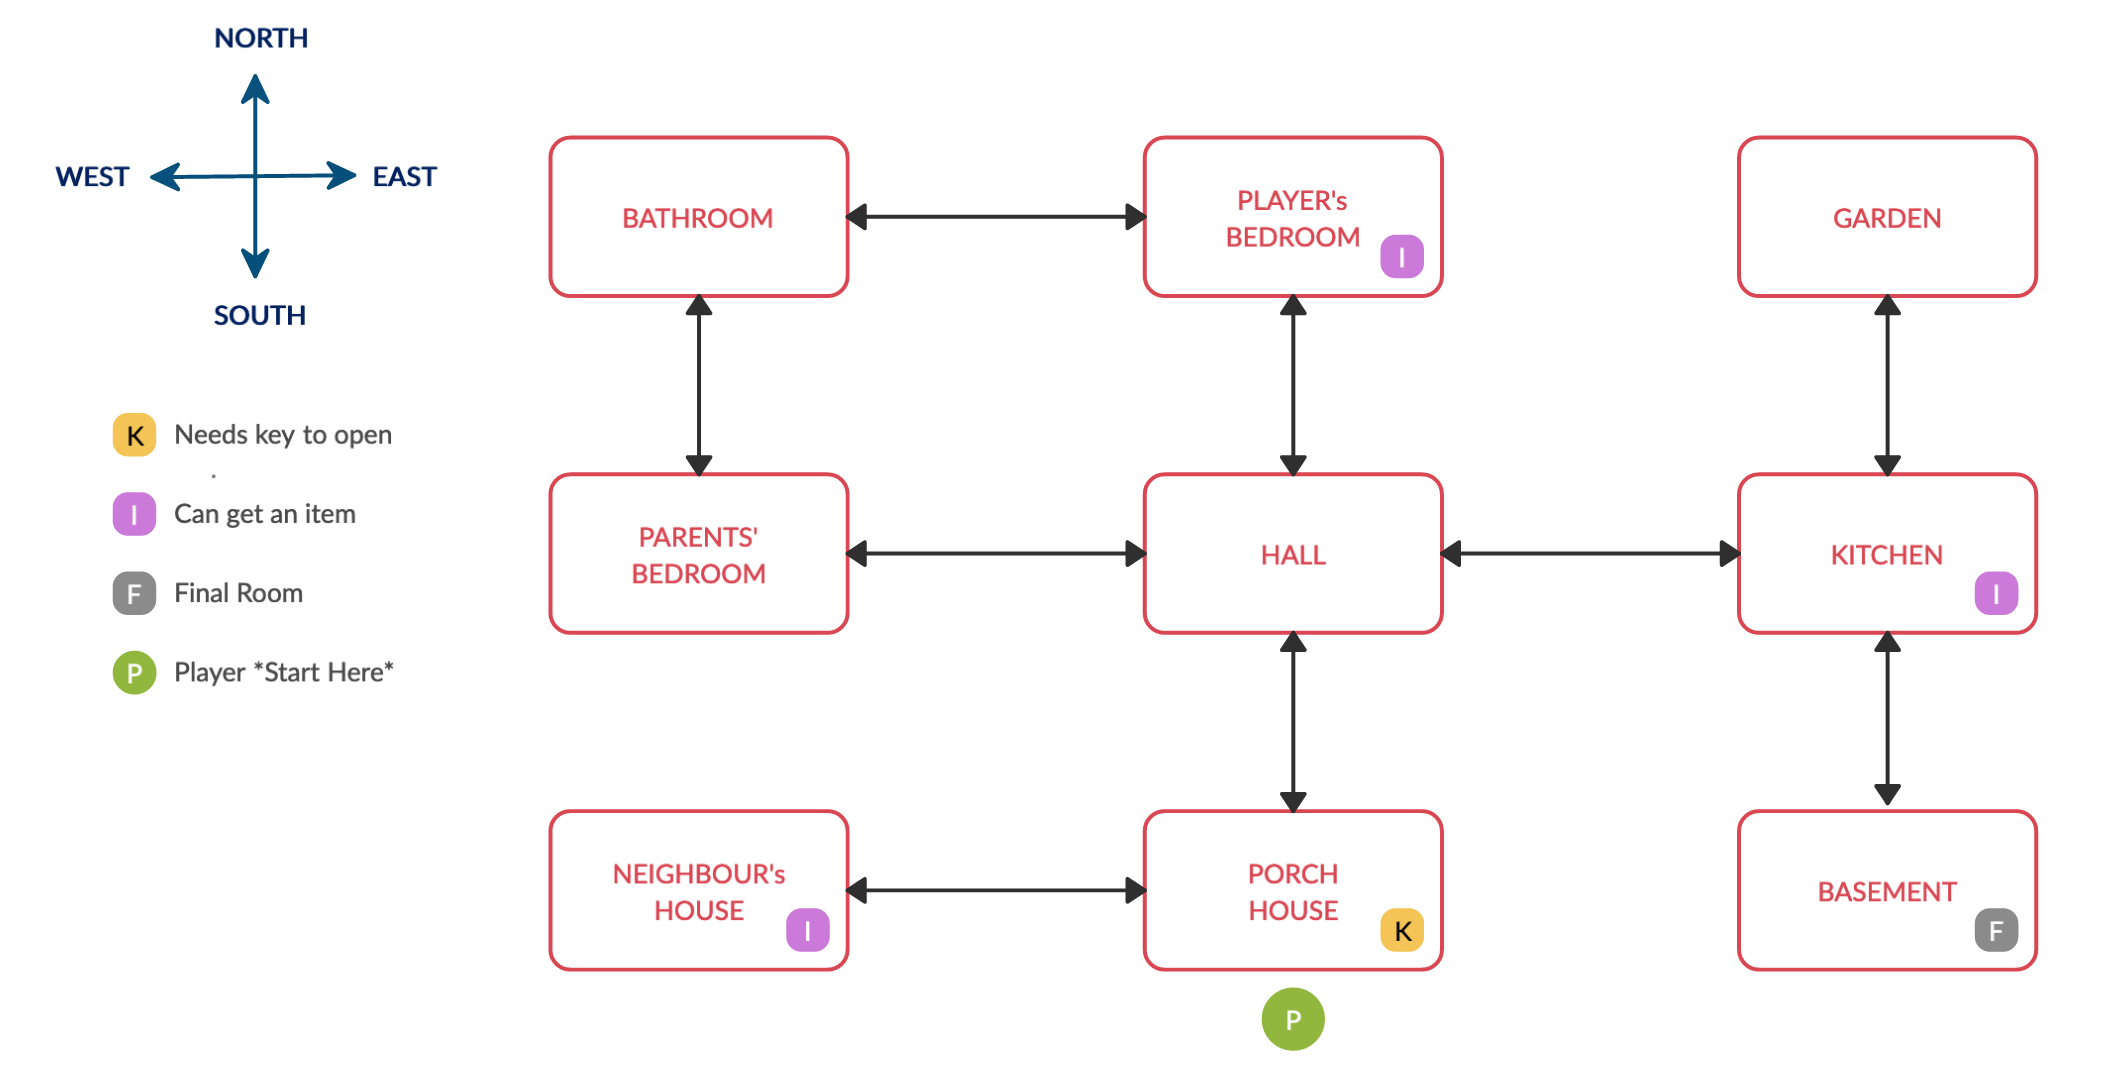 NORTH
WEST
EAST
SOUTH
K Needs key to open
.
I Can get an item
F Final Room
P Player *Start Here*
BATHROOM
PLAYER's
BEDROOM
I
GARDEN
PARENTS'
BEDROOM
HALL
KITCHEN
I
NEIGHBOUR's
HOUSE
I
PORCH
HOUSE
K
BASEMENT
F
P